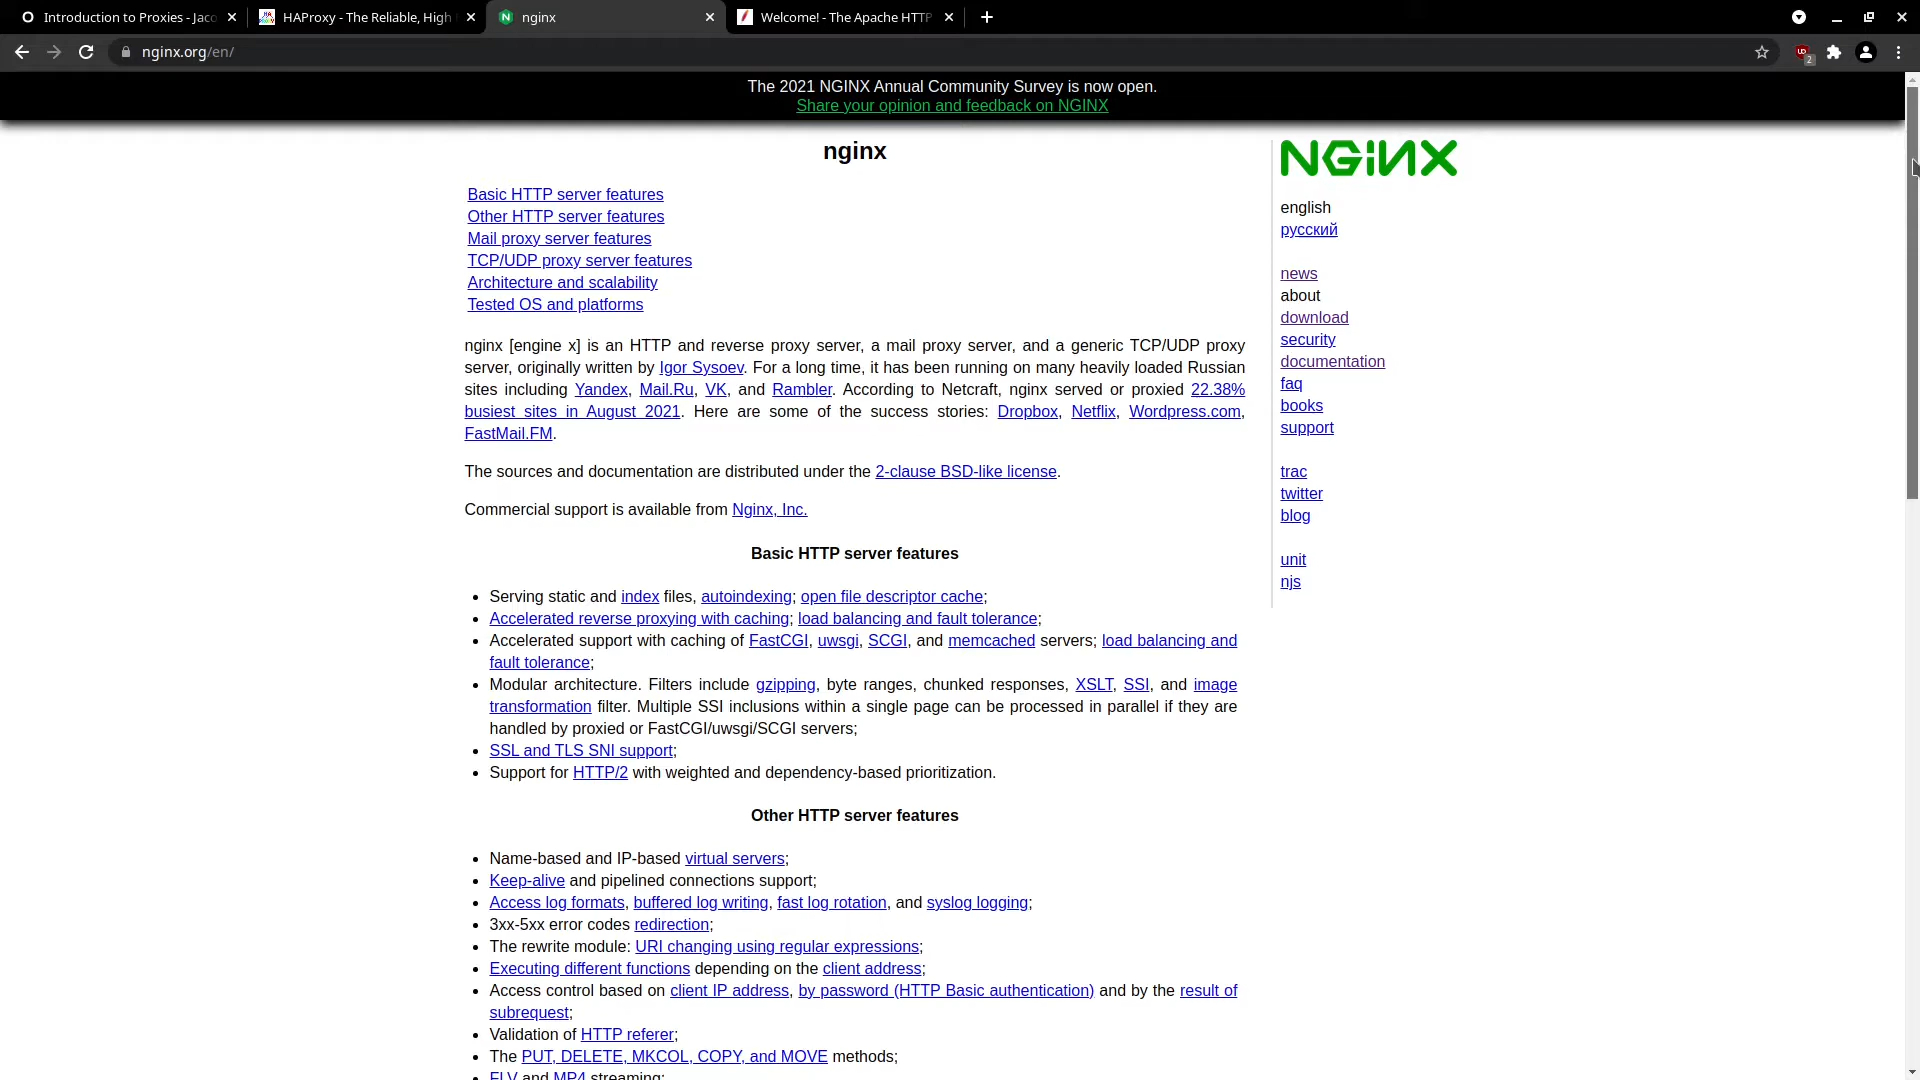 Introduction to Proxies - Jaco
HAProxy - The Reliable, High
nginx
Welcome! - The Apache HTTP
nginx.org/en/
2
The 2021 NGINX Annual Community Survey is now open.
Share your opinion and feedback on NGINX
nginx
Basic HTTP server features
Other HTTP server features
Mail proxy server features
TCP/UDP proxy server features
Architecture and scalability
Tested OS and platforms
nginx [engine x] is an HTTP and reverse proxy server, a mail proxy server, and a generic TCP/UDP proxy
server, originally written by Igor Sysoev. For a long time, it has been running on many heavily loaded Russian
sites including Yandex, Mail.Ru, VK, and Rambler. According to Netcraft, nginx served or proxied 22.38%
busiest sites in August 2021. Here are some of the success stories: Dropbox, Netflix, Wordpress.com,
FastMail.FM.
The sources and documentation are distributed under the 2-clause BSD-like license.
Commercial support is available from Nginx, Inc.
Basic HTTP server features
Serving static and index files, autoindexing; open file descriptor cache;
Accelerated reverse proxying with caching; load balancing and fault tolerance;
Accelerated support with caching of FastCGI, uwsgi, SCGI, and memcached servers; load balancing and
fault tolerance;
Modular architecture. Filters include gzipping, byte ranges, chunked responses, XSLT, SSI, and image
transformation filter. Multiple SSI inclusions within a single page can be processed in parallel if they are
handled by proxied or FastCGI/uwsgi/SCGI servers;
SSL and TLS SNI support;
Support for HTTP/2 with weighted and dependency-based prioritization.
Other HTTP server features
Name-based and IP-based virtual servers;
Keep-alive and pipelined connections support;
Access log formats, buffered log writing, fast log rotation, and syslog logging;
3xx-5xx error codes redirection;
The rewrite module: URI changing using regular expressions;
Executing different functions depending on the client address;
Access control based on client IP address, by password (HTTP Basic authentication) and by the result of
subrequest;
Validation of HTTP referer;
The PUT, DELETE, MKCOL, COPY, and MOVE methods;
FLV and MP4 streaming;
NGINX
english
русский
news
about
download
security
documentation
faq
books
support
trac
twitter
blog
unit
njs